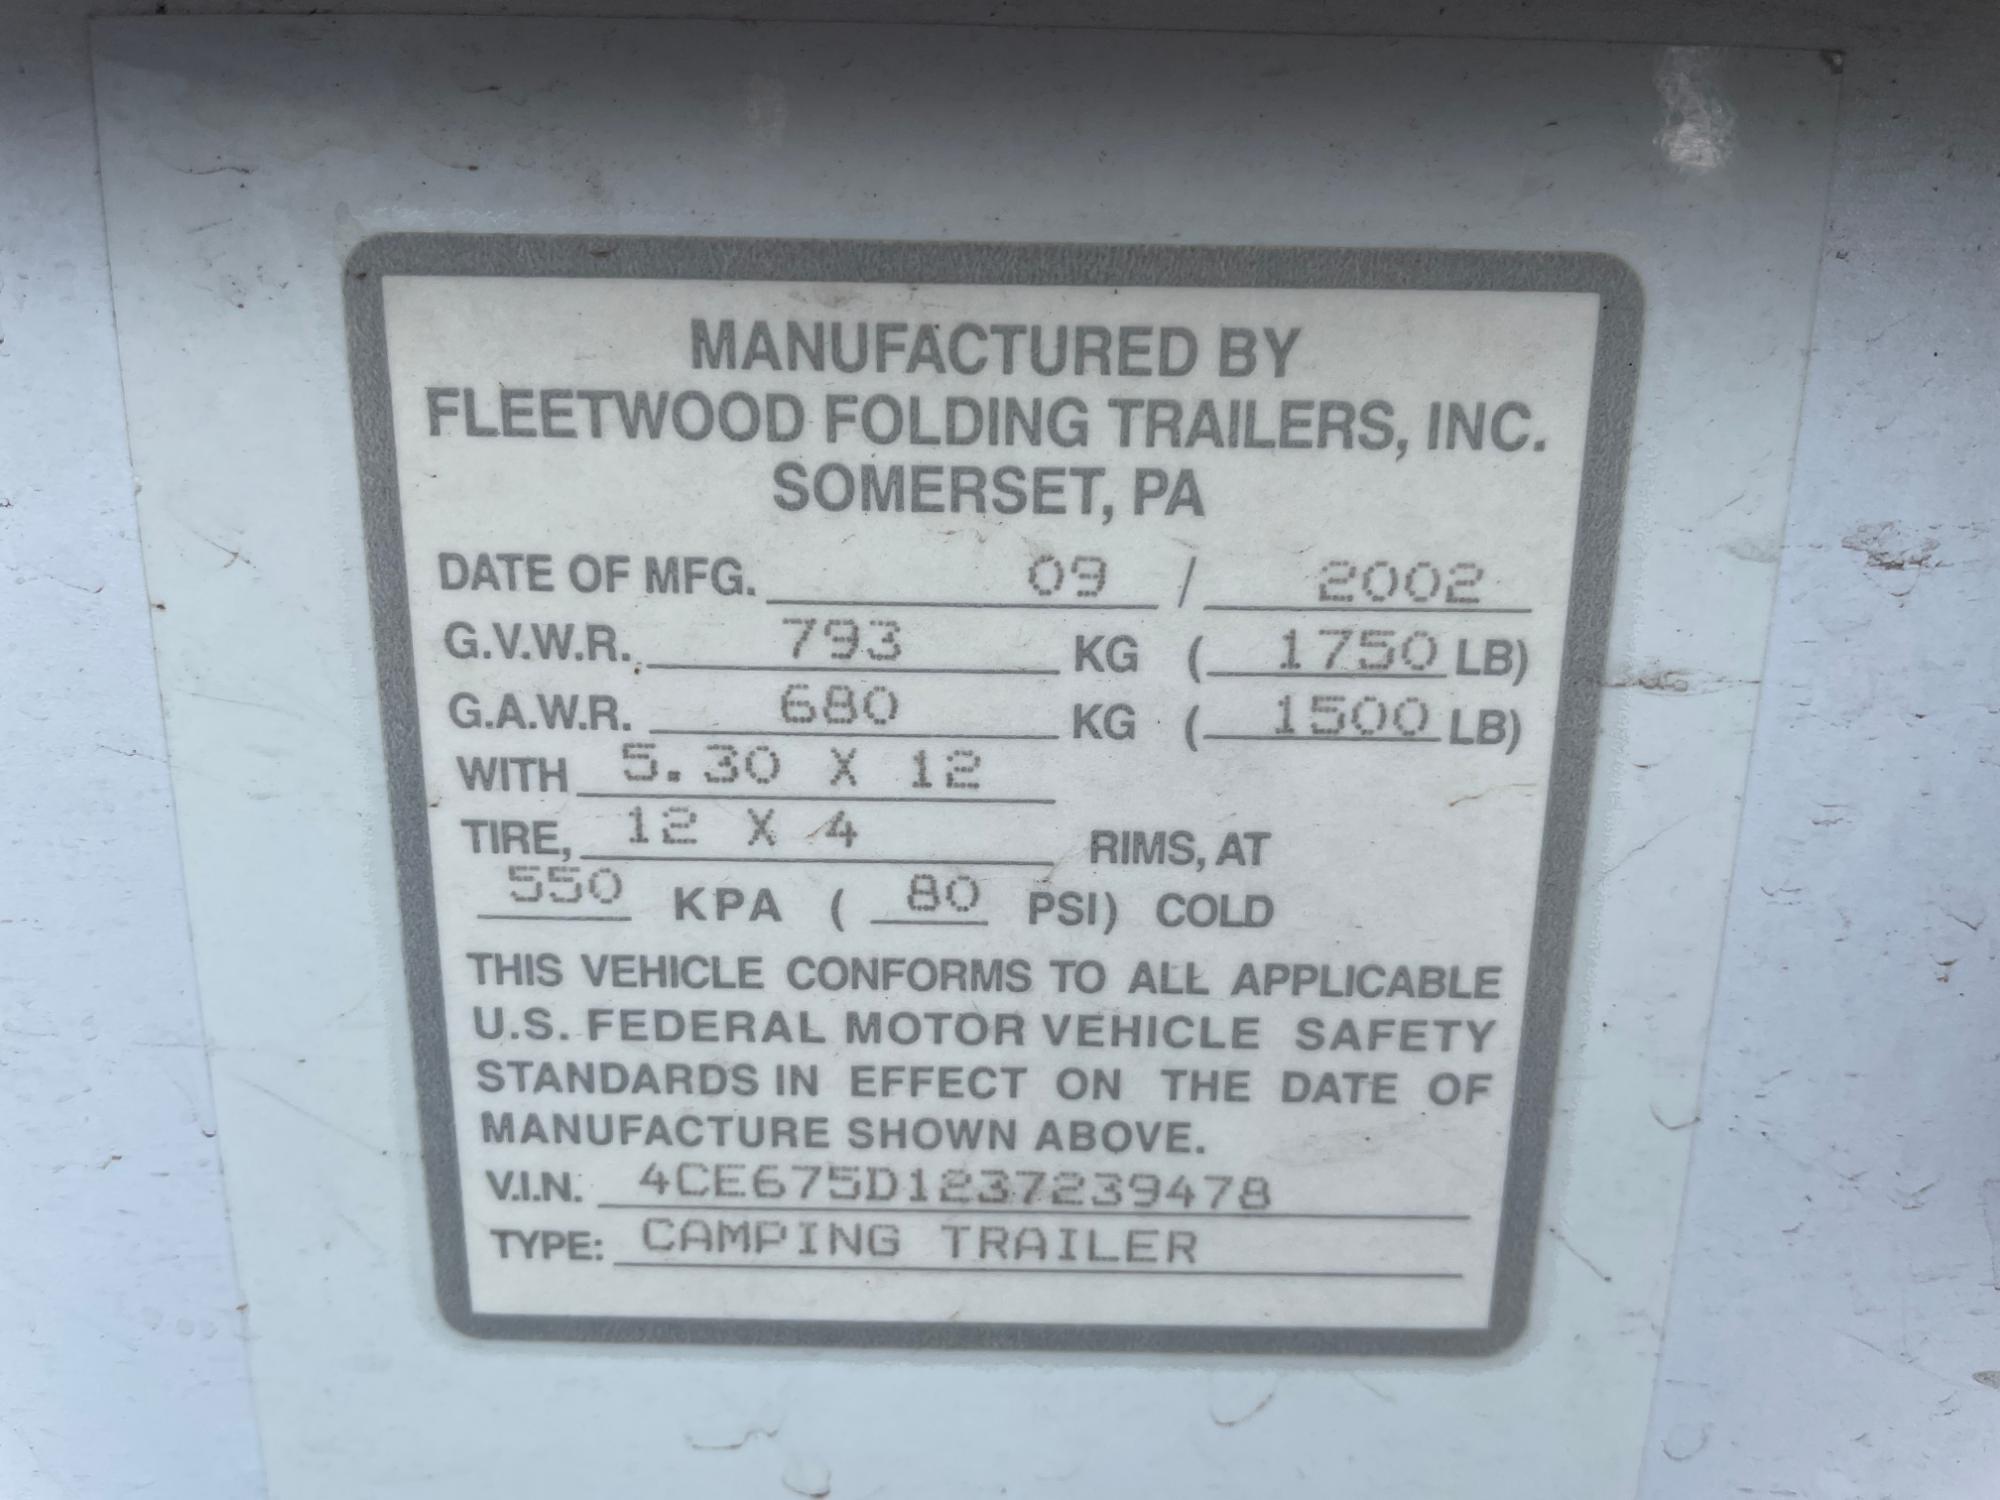 MANUFACTURED BY
FLEETWOOD FOLDING TRAILERS, INC.
SOMERSET, PA
DATE OF MFG. 09 / 2002
G.V.W.R. 793 KG ( 1750 LB)
G.A.W.R. 680 KG ( 1500 LB)
WITH 5.30 X 12
TIRE, 12 X 4 RIMS, AT
550 KPA ( 80 PSI) COLD
THIS VEHICLE CONFORMS TO ALL APPLICABLE
U.S. FEDERAL MOTOR VEHICLE SAFETY
STANDARDS IN EFFECT ON THE DATE OF
MANUFACTURE SHOWN ABOVE.
V.I.N. 4CE675D1237239478
TYPE: CAMPING TRAILER